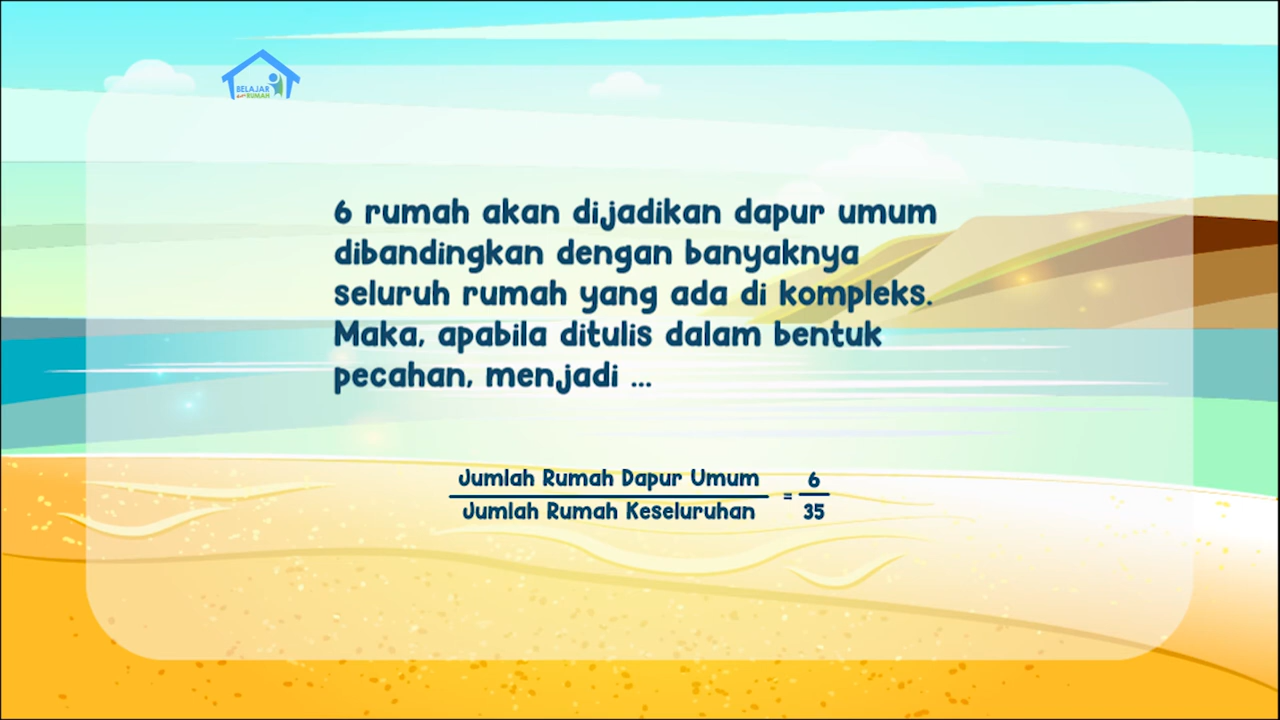 BELAJAR
dari RUMAH
6 rumah akan dijadikan dapur umum
dibandingkan dengan banyaknya
seluruh rumah yang ada di kompleks.
Maka, apabila ditulis dalam bentuk
pecahan, menjadi ...
Jumlah Rumah Dapur Umum
Jumlah Rumah Keseluruhan
= 6
35